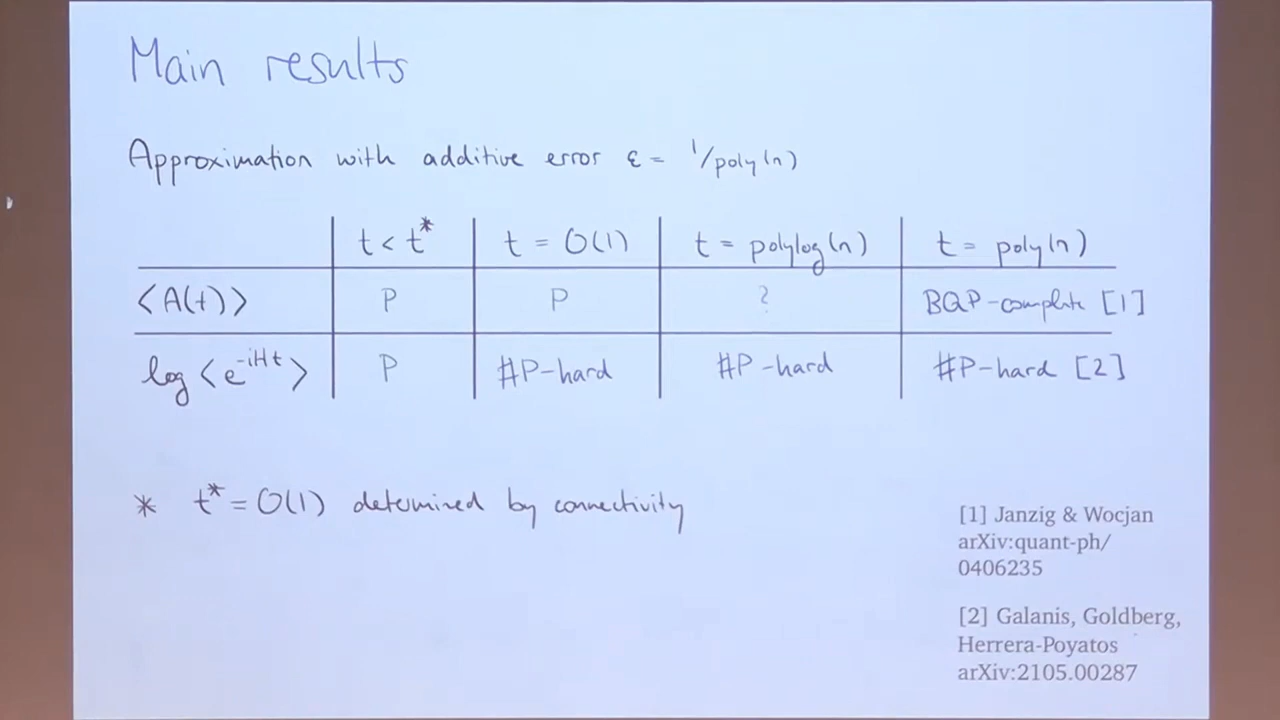 Main results
Approximation with additive error ε = 1/poly(n)
t < t* | t = O(1) | t = polylog(n) | t = poly(n)
<A(t)> | P | P | ? | BQP-complete [1]
log <e^{-iHt}> | P | #P-hard | #P-hard | #P-hard [2]
* t* = O(1) determined by connectivity
[1] Janzig & Wocjan
arXiv:quant-ph/
0406235
[2] Galanis, Goldberg,
Herrera-Poyatos
arXiv:2105.00287